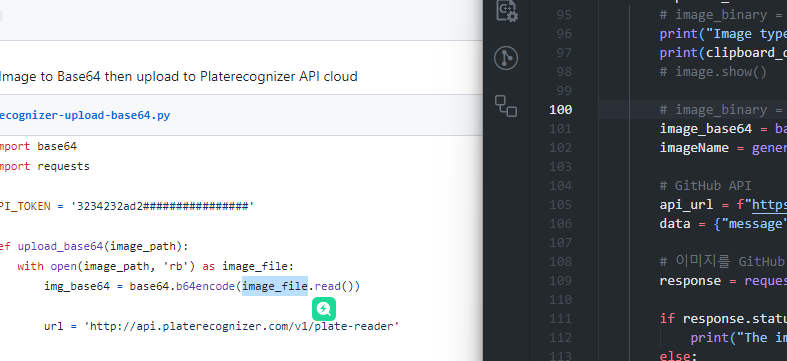 Image to Base64 then upload to Platerecognizer API cloud
ecognizer-upload-base64.py
mport base64
mport requests
PI_TOKEN = '3234232ad2################'
ef upload_base64(image_path):
with open(image_path, 'rb') as image_file:
img_base64 = base64.b64encode(image_file.read())
url = 'http://api.platerecognizer.com/v1/plate-reader'
95 # image_binary =
96 print("Image type
97 print(clipboard_c
98 # image.show()
99
100 # image_binary =
101 image_base64 = ba
102 imageName = gener
103
104 # GitHub API
105 api_url = f"https
106 data = {"message"
107
108 # 이미지를 GitHub
109 response = reques
110
111 if response.statu
112 print("The im
113 else: